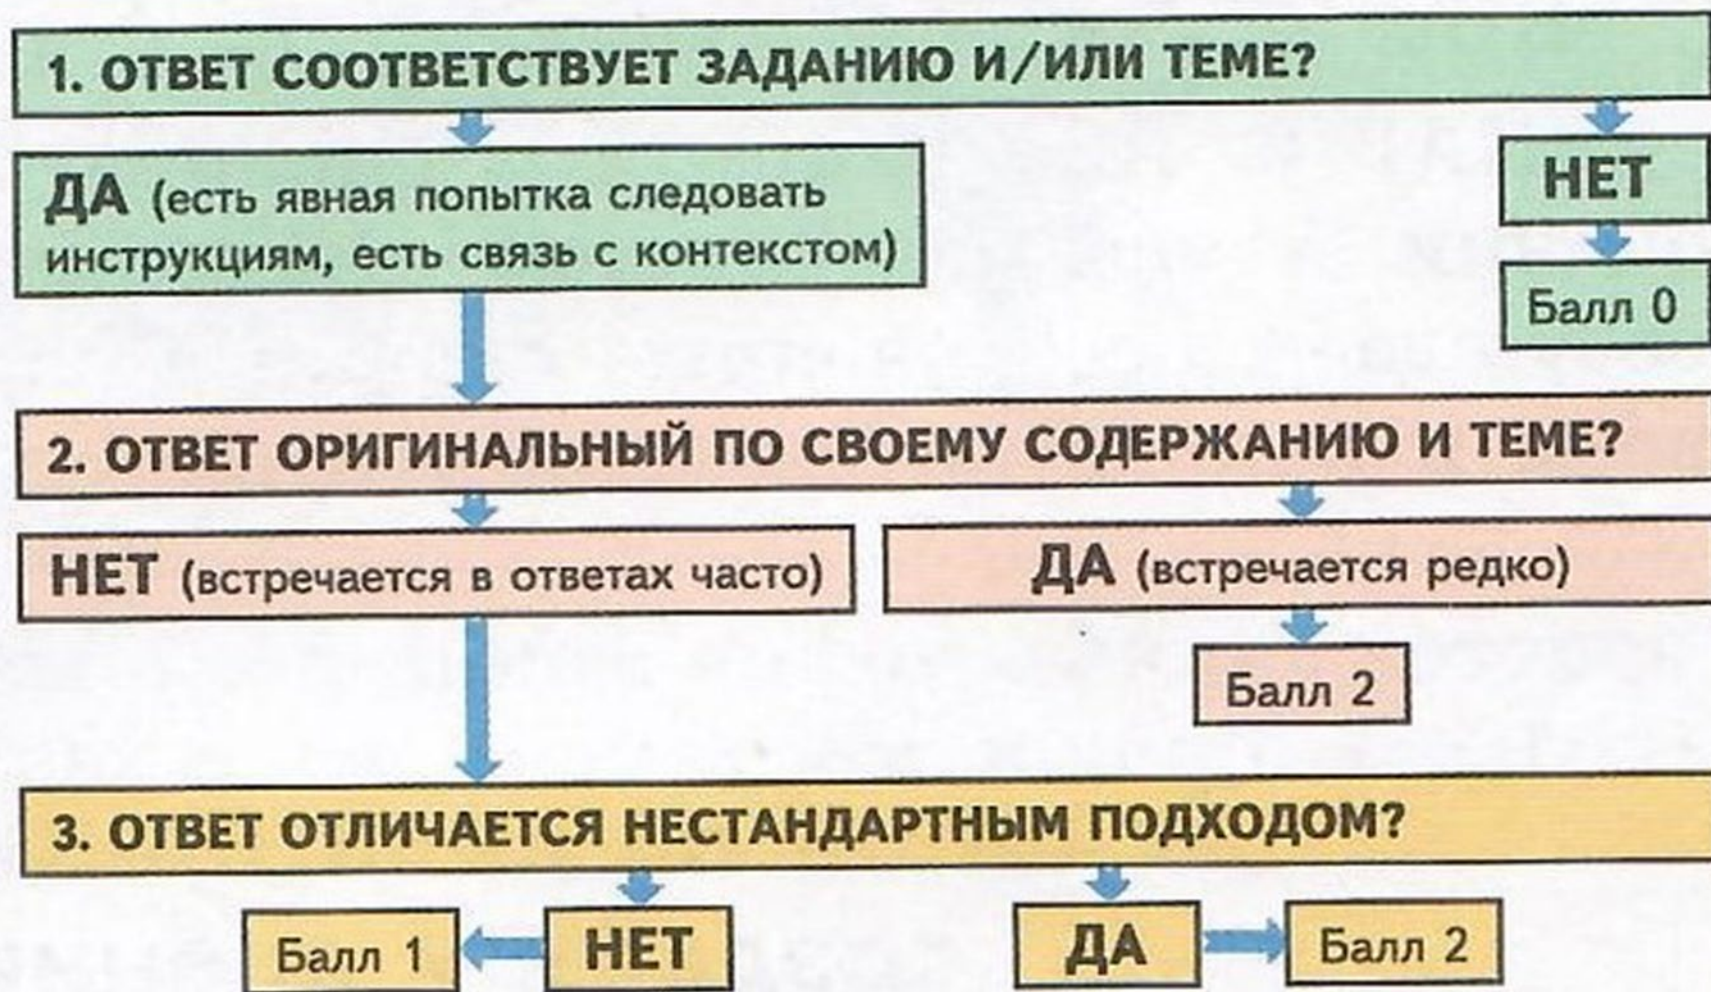 1. ОТВЕТ СООТВЕТСТВУЕТ ЗАДАНИЮ И/ИЛИ ТЕМЕ?
ДА (есть явная попытка следовать
инструкциям, есть связь с контекстом)
НЕТ
Балл 0
2. ОТВЕТ ОРИГИНАЛЬНЫЙ ПО СВОЕМУ СОДЕРЖАНИЮ И ТЕМЕ?
НЕТ (встречается в ответах часто)
ДА (встречается редко)
Балл 2
3. ОТВЕТ ОТЛИЧАЕТСЯ НЕСТАНДАРТНЫМ ПОДХОДОМ?
Балл 1
НЕТ
ДА
Балл 2